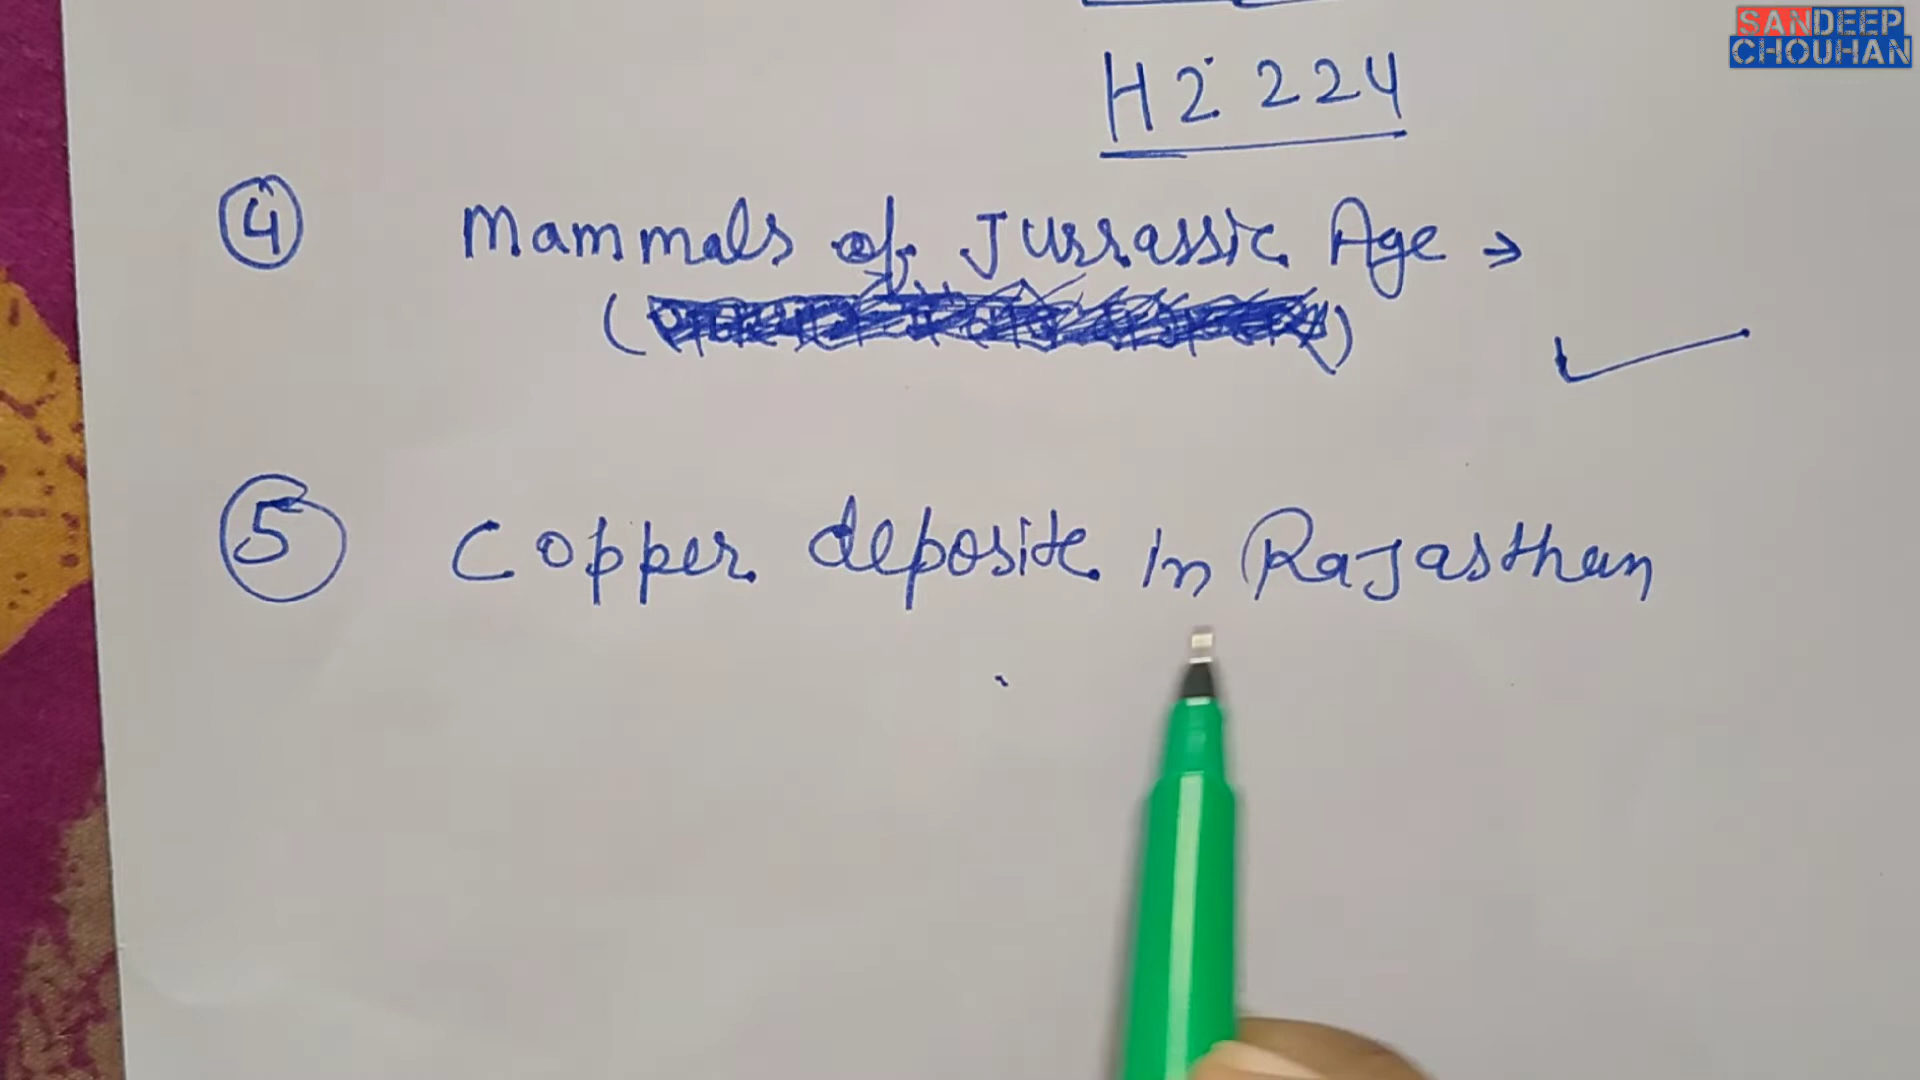 SANDEEP
CHOUHAN
H2 224
4 Mammals of Jurrassic Age →
( )
5 Copper deposite in Rajasthan